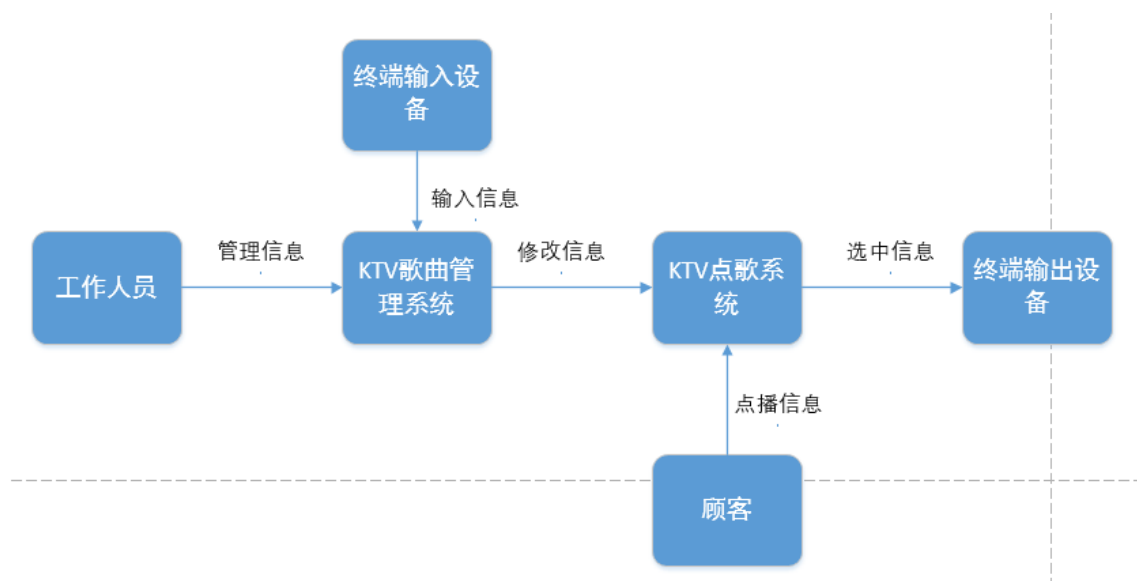 终端输入设
备
输入信息
管理信息
修改信息
选中信息
工作人员
KTV歌曲管
理系统
KTV点歌系
统
终端输出设
备
点播信息
顾客